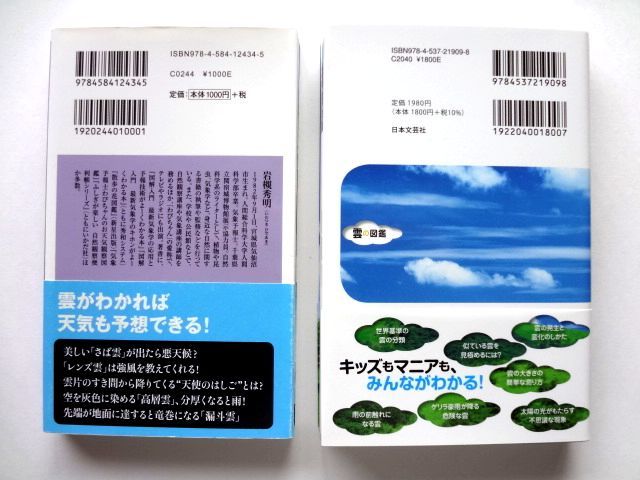 ISBN978-4-584-12434-5
C0244 ¥1000E
定価：本体1000円＋税
9784584124345
1920244010001
岩槻秀明
雲がわかれば
天気も予想できる！
美しい「さば雲」が出たら悪天候？
「レンズ雲」は強風を教えてくれる！
雲片のすき間から降りてくる“天使のはしご”とは？
空を灰色に染める「高層雲」、分厚くなると雨！
先端が地面に達すると竜巻になる「漏斗雲」
ISBN978-4-537-21909-8
C2040 ¥1800E
定価 1980円
（本体 1800円＋税10%）
日本文芸社
9784537219098
1922040018007
雲の図鑑
世界基準の
雲の分類
似ている雲を
見極めるには？
雲の発生と
変化のしかた
キッズもマニアも、
みんながわかる！
雲の大きさの
簡単な測り方
雨の前触れに
なる雲
ゲリラ豪雨が降る
危険な雲
太陽の光がもたらす
不思議な現象